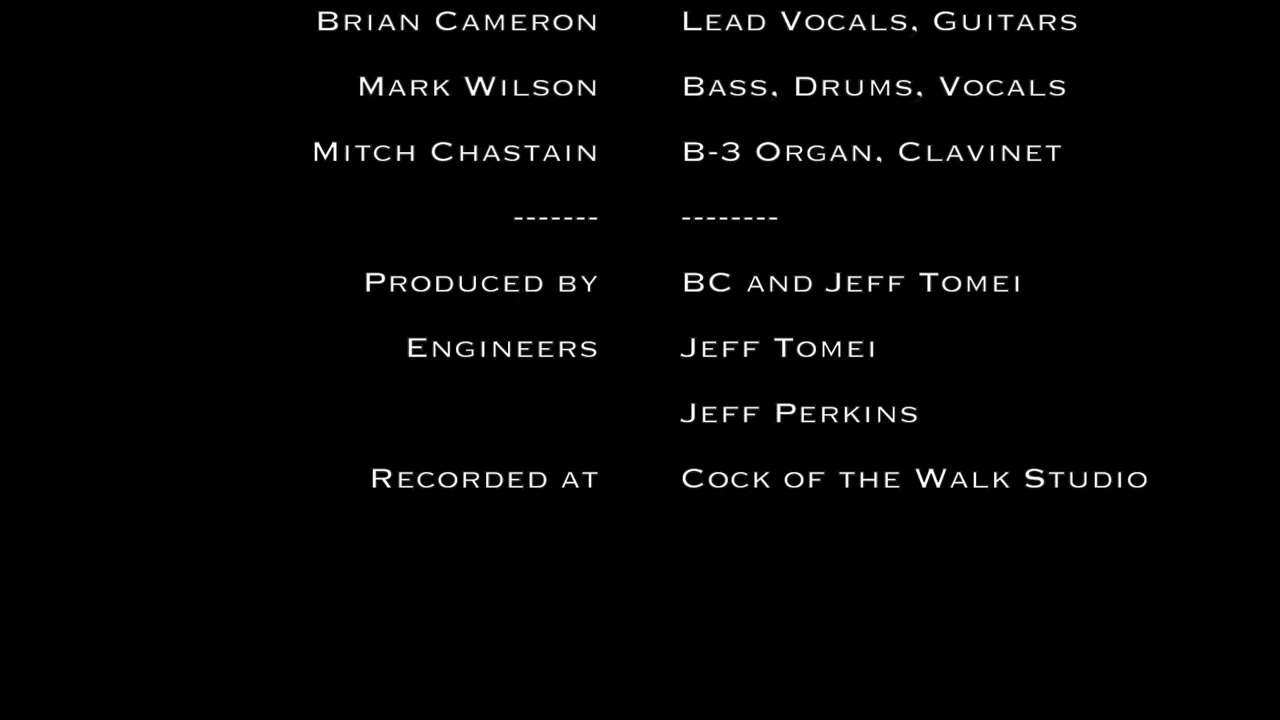 Brian Cameron Lead Vocals, Guitars
Mark Wilson Bass, Drums, Vocals
Mitch Chastain B-3 Organ, Clavinet
------- --------
Produced by BC and Jeff Tomei
Engineers Jeff Tomei
Jeff Perkins
Recorded at Cock of the Walk Studio